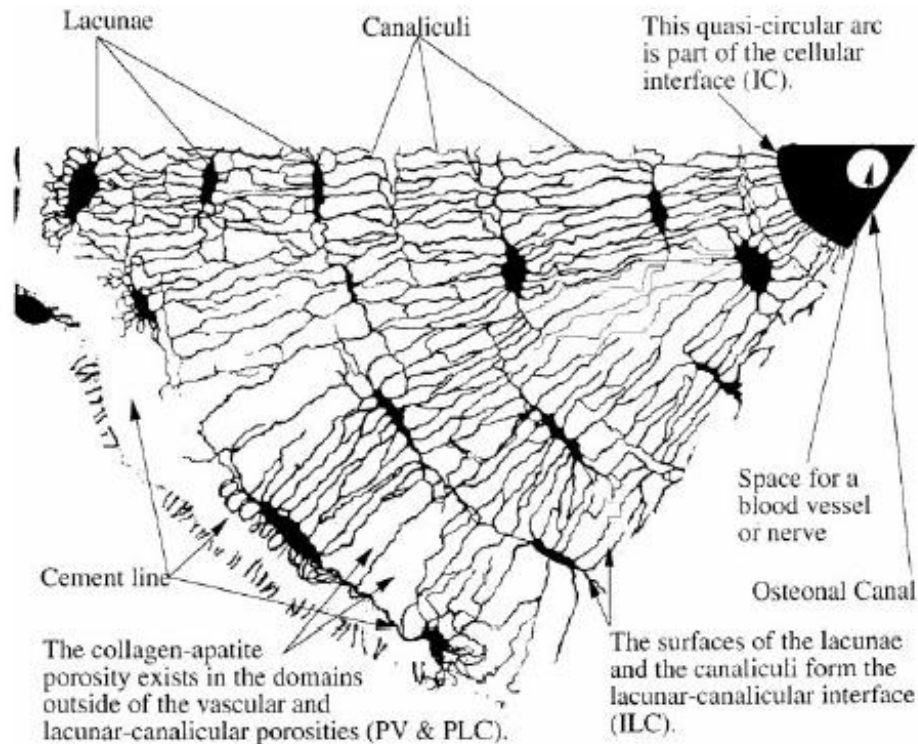 Lacunae
Canaliculi
This quasi-circular arc
is part of the cellular
interface (IC).
Space for a
blood vessel
or nerve
Cement line
Osteonal Canal
The collagen-apatite
porosity exists in the domains
outside of the vascular and
lacunar-canalicular porosities (PV & PLC).
The surfaces of the lacunae
and the canaliculi form the
lacunar-canalicular interface
(ILC).